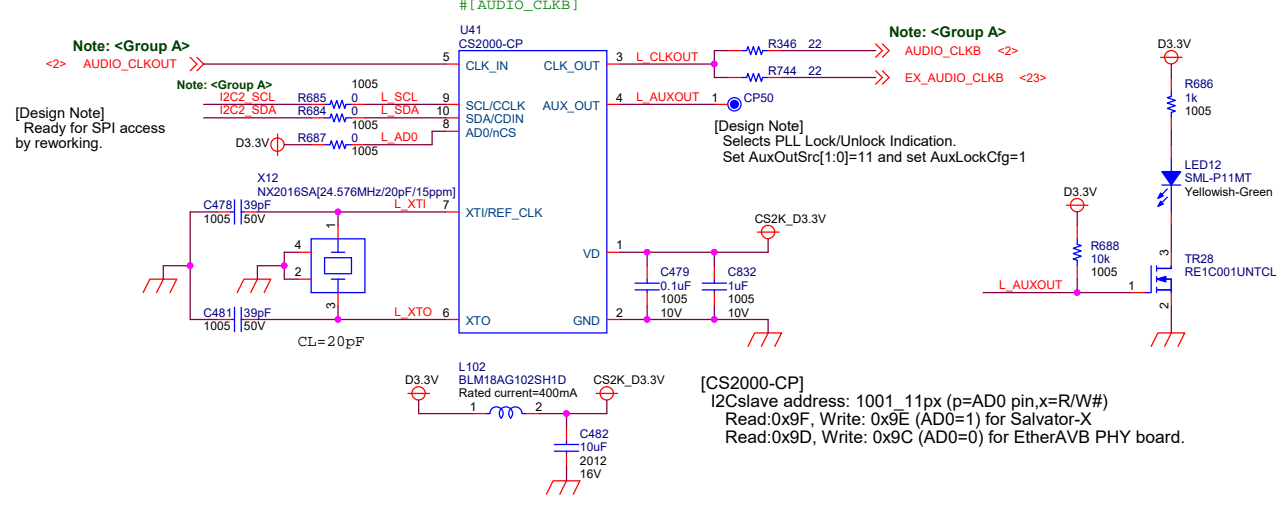 #[AUDIO_CLKB]
U41
CS2000-CP
Note: <Group A>
<2> AUDIO_CLKOUT
5 CLK_IN
CLK_OUT 3 L_CLKOUT
R346 22
AUDIO_CLKB <2>
Note: <Group A>
R744 22
EX_AUDIO_CLKB <23>
Note: <Group A>
I2C2_SCL R685 0 1005 L_SCL 9 SCL/CCLK
I2C2_SDA R684 0 1005 L_SDA 10 SDA/CDIN
D3.3V R687 0 1005 L_AD0 8 AD0/nCS
AUX_OUT 4 L_AUXOUT 1 CP50
[Design Note]
Ready for SPI access
by reworking.
[Design Note]
Selects PLL Lock/Unlock Indication.
Set AuxOutSrc[1:0]=11 and set AuxLockCfg=1
X12
NX2016SA[24.576MHz/20pF/15ppm]
C478 39pF
1005 50V
L_XTI 7 XTI/REF_CLK
1
4
2
3
C481 39pF
1005 50V
L_XTO 6 XTO
CL=20pF
VD 1
GND 2
CS2K_D3.3V
C479
0.1uF
1005
10V
C832
1uF
1005
10V
D3.3V
R686
1k
1005
LED12
SML-P11MT
Yellowish-Green
D3.3V
R688
10k
1005
L_AUXOUT 1
3
2
TR28
RE1C001UNTCL
D3.3V
L102
BLM18AG102SH1D
Rated current=400mA
1 2
CS2K_D3.3V
C482
10uF
2012
16V
[CS2000-CP]
I2Cslave address: 1001_11px (p=AD0 pin,x=R/W#)
Read:0x9F, Write: 0x9E (AD0=1) for Salvator-X
Read:0x9D, Write: 0x9C (AD0=0) for EtherAVB PHY board.